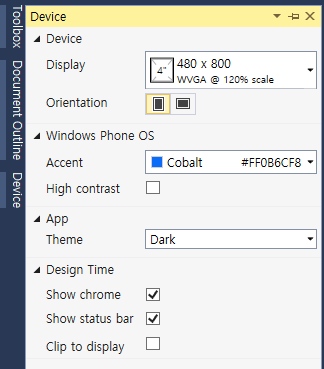 Toolbox
Document Outline
Device
Device
Device
Display
4"
480 x 800
WVGA @ 120% scale
Orientation
Windows Phone OS
Accent
Cobalt #FF0B6CF8
High contrast
App
Theme
Dark
Design Time
Show chrome
Show status bar
Clip to display